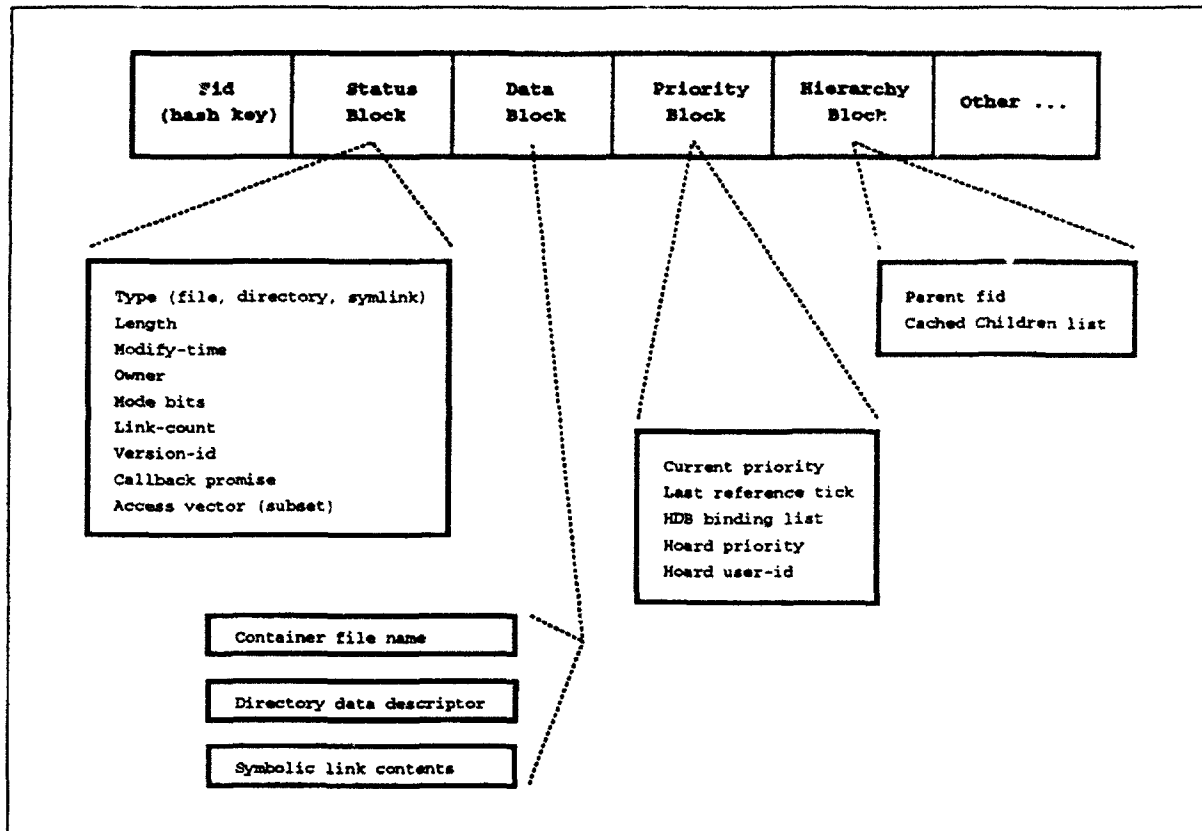 Fid
(hash key)
Status
Block
Data
Block
Priority
Block
Hierarchy
Block
Other ...
Type (file, directory, symlink)
Length
Modify-time
Owner
Mode bits
Link-count
Version-id
Callback promise
Access vector (subset)
Parent fid
Cached Children list
Current priority
Last reference tick
HDB binding list
Hoard priority
Hoard user-id
Container file name
Directory data descriptor
Symbolic link contents